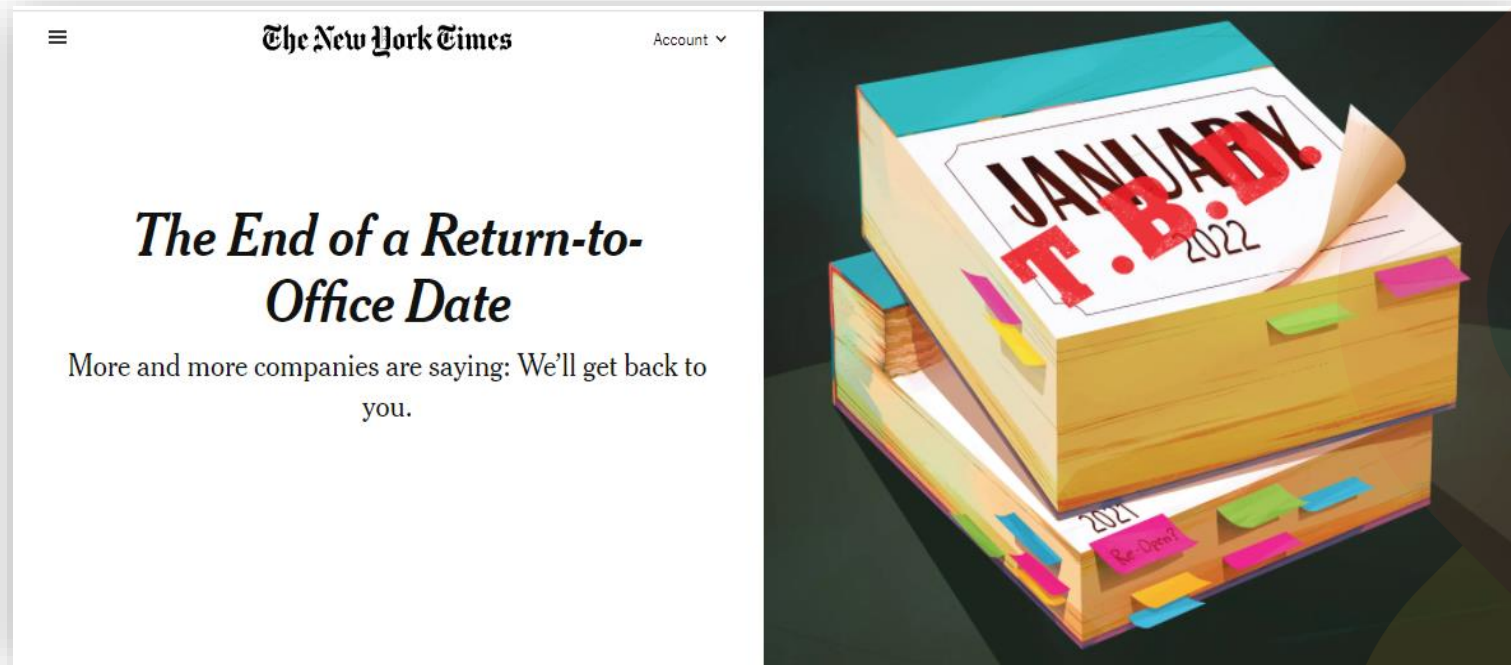 The New York Times
Account
The End of a Return-to-
Office Date
More and more companies are saying: We’ll get back to
you.
JANUARY
T.B.D.
2022
2021
Re-Open?